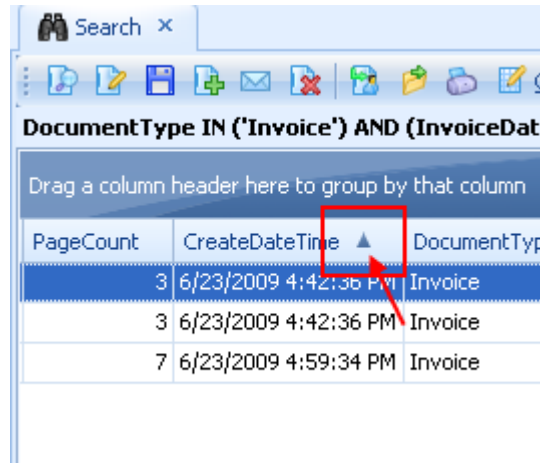 Search
DocumentType IN ('Invoice') AND (InvoiceDat
Drag a column header here to group by that column
PageCount CreateDateTime DocumentTyp
3 6/23/2009 4:42:36 PM Invoice
3 6/23/2009 4:42:36 PM Invoice
7 6/23/2009 4:59:34 PM Invoice